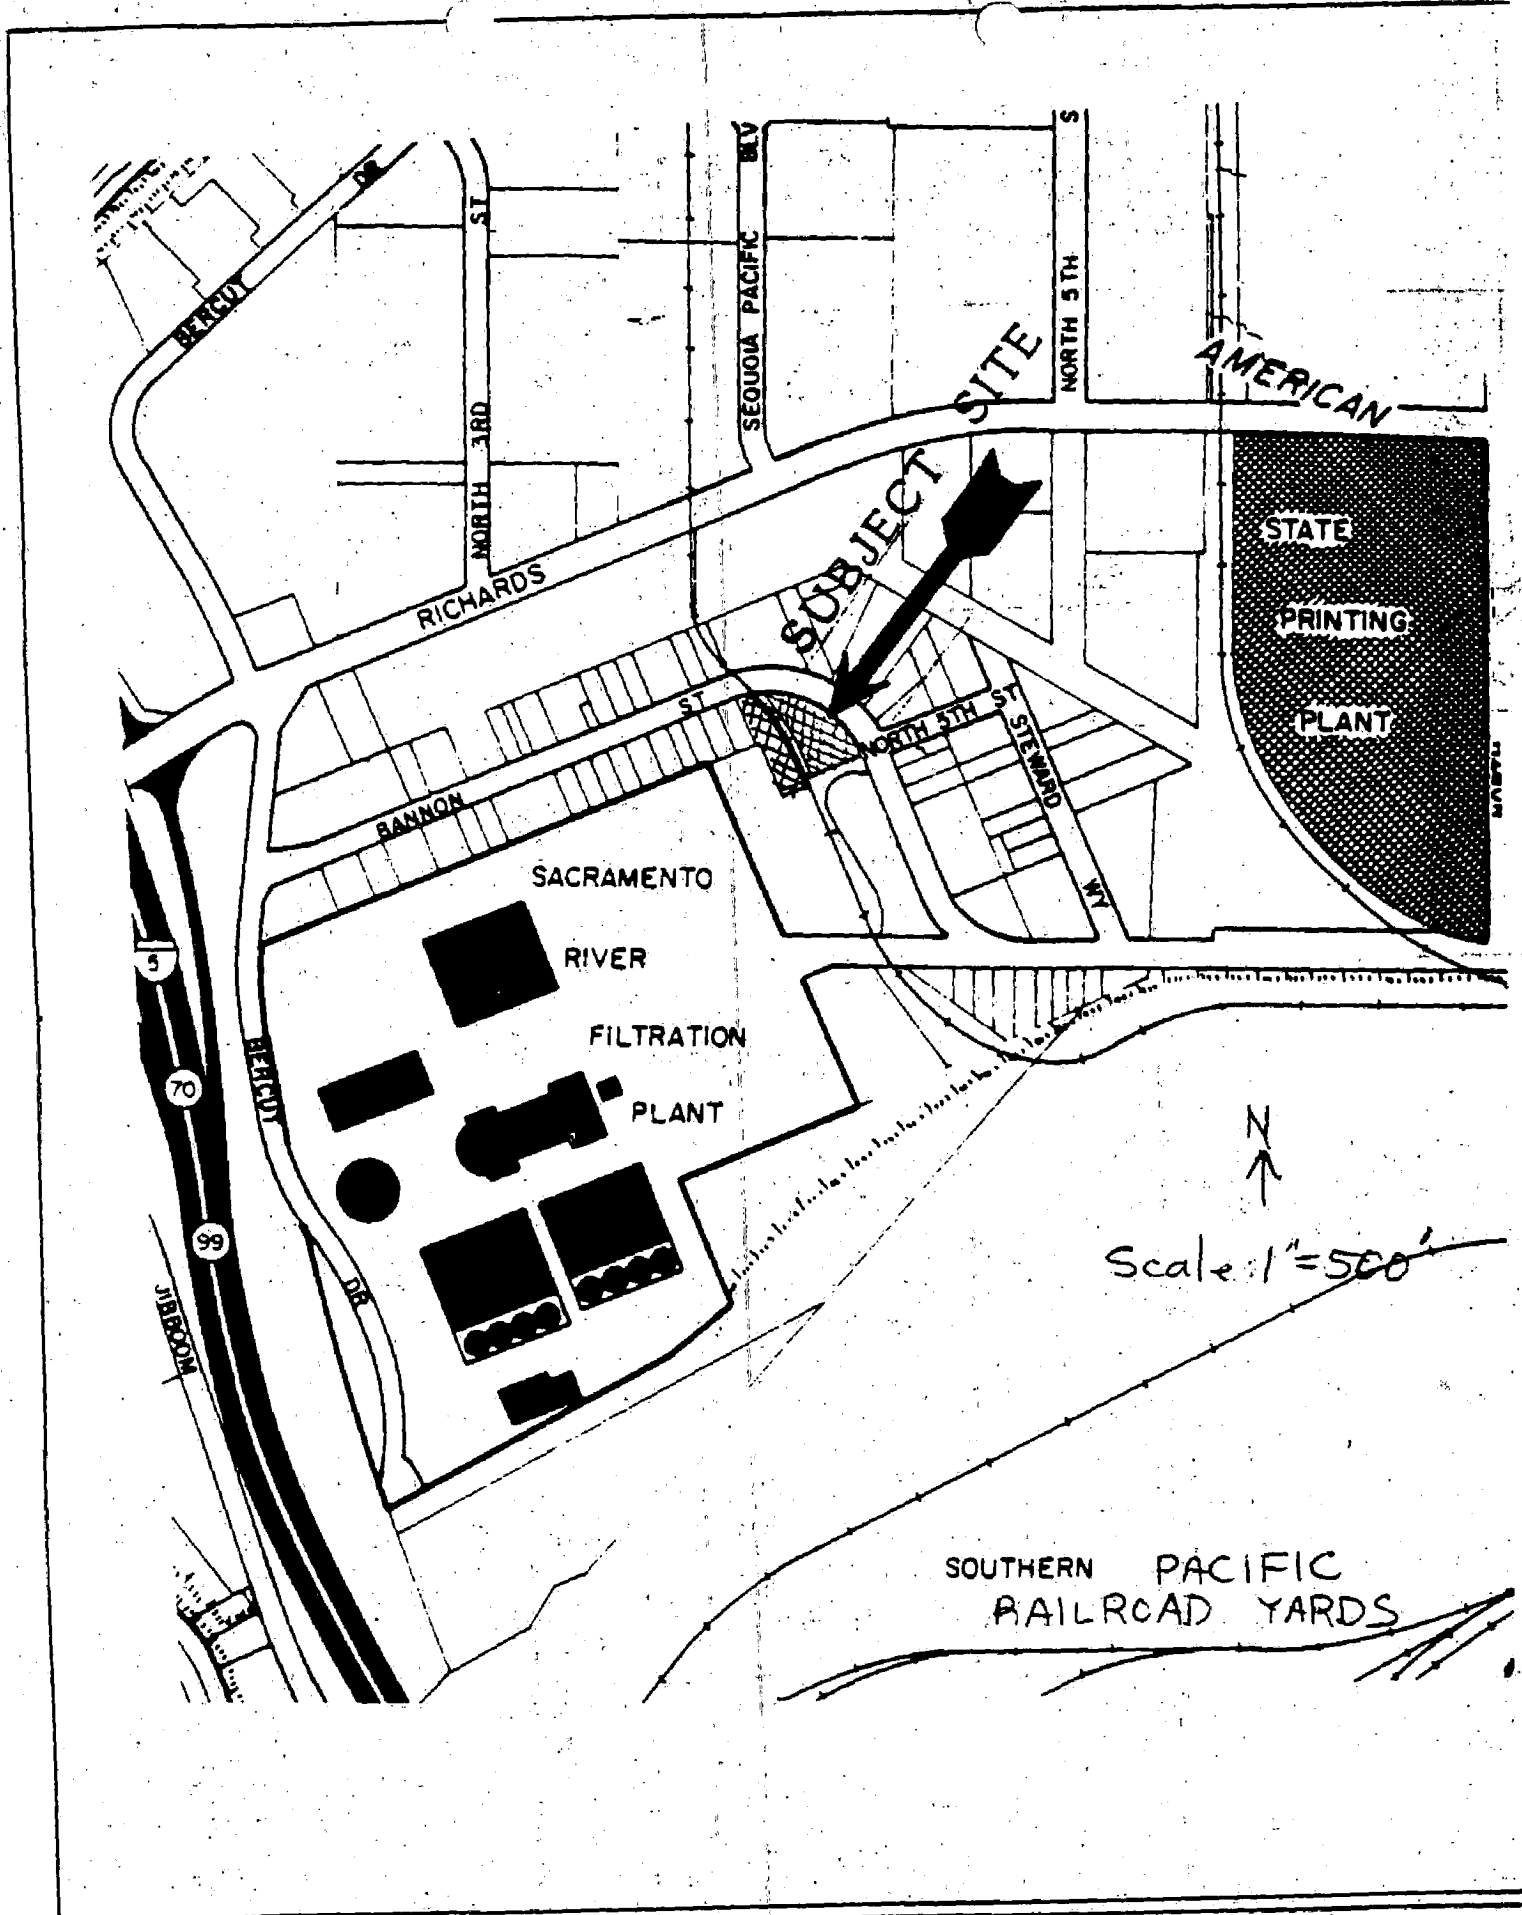 DR
BERCUT
ST
NORTH 3RD
SEQUOIA PACIFIC BLV
S
NORTH 5TH
AMERICAN
SUBJECT SITE
RICHARDS
STATE
PRINTING
PLANT
BANNON ST
NORTH 5TH ST
STEWARD
WY
SACRAMENTO
RIVER
FILTRATION
PLANT
5
70
99
BERCUT
DR
JIBBOOM
N
Scale 1"=500'
SOUTHERN PACIFIC
RAILROAD YARDS